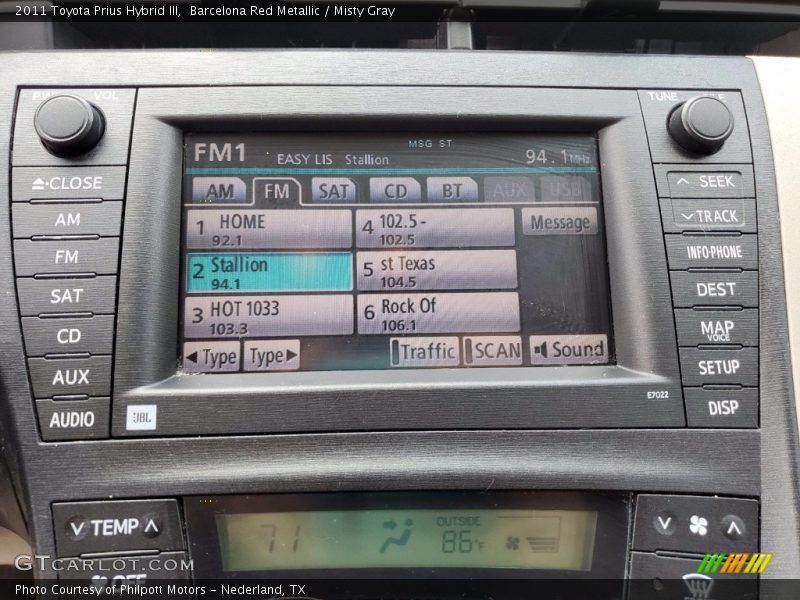 2011 Toyota Prius Hybrid III,  Barcelona Red Metallic / Misty Gray
PWR VOL
TUNE FILE
CLOSE
AM
FM
SAT
CD
AUX
AUDIO
FM1
MSG ST
EASY LIS Stallion
94.1MHz
AM FM SAT CD BT AUX USB
1 HOME
92.1
4 102.5-
102.5
Message
2 Stallion
94.1
5 st Texas
104.5
3 HOT 1033
103.3
6 Rock Of
106.1
Type Type
Traffic SCAN Sound
SEEK
TRACK
INFO·PHONE
DEST
MAP
VOICE
SETUP
DISP
JBL
E7022
TEMP
71
OUTSIDE
86°F
OFF
GTCarLot.com
Photo Courtesy of Philpott Motors - Nederland, TX